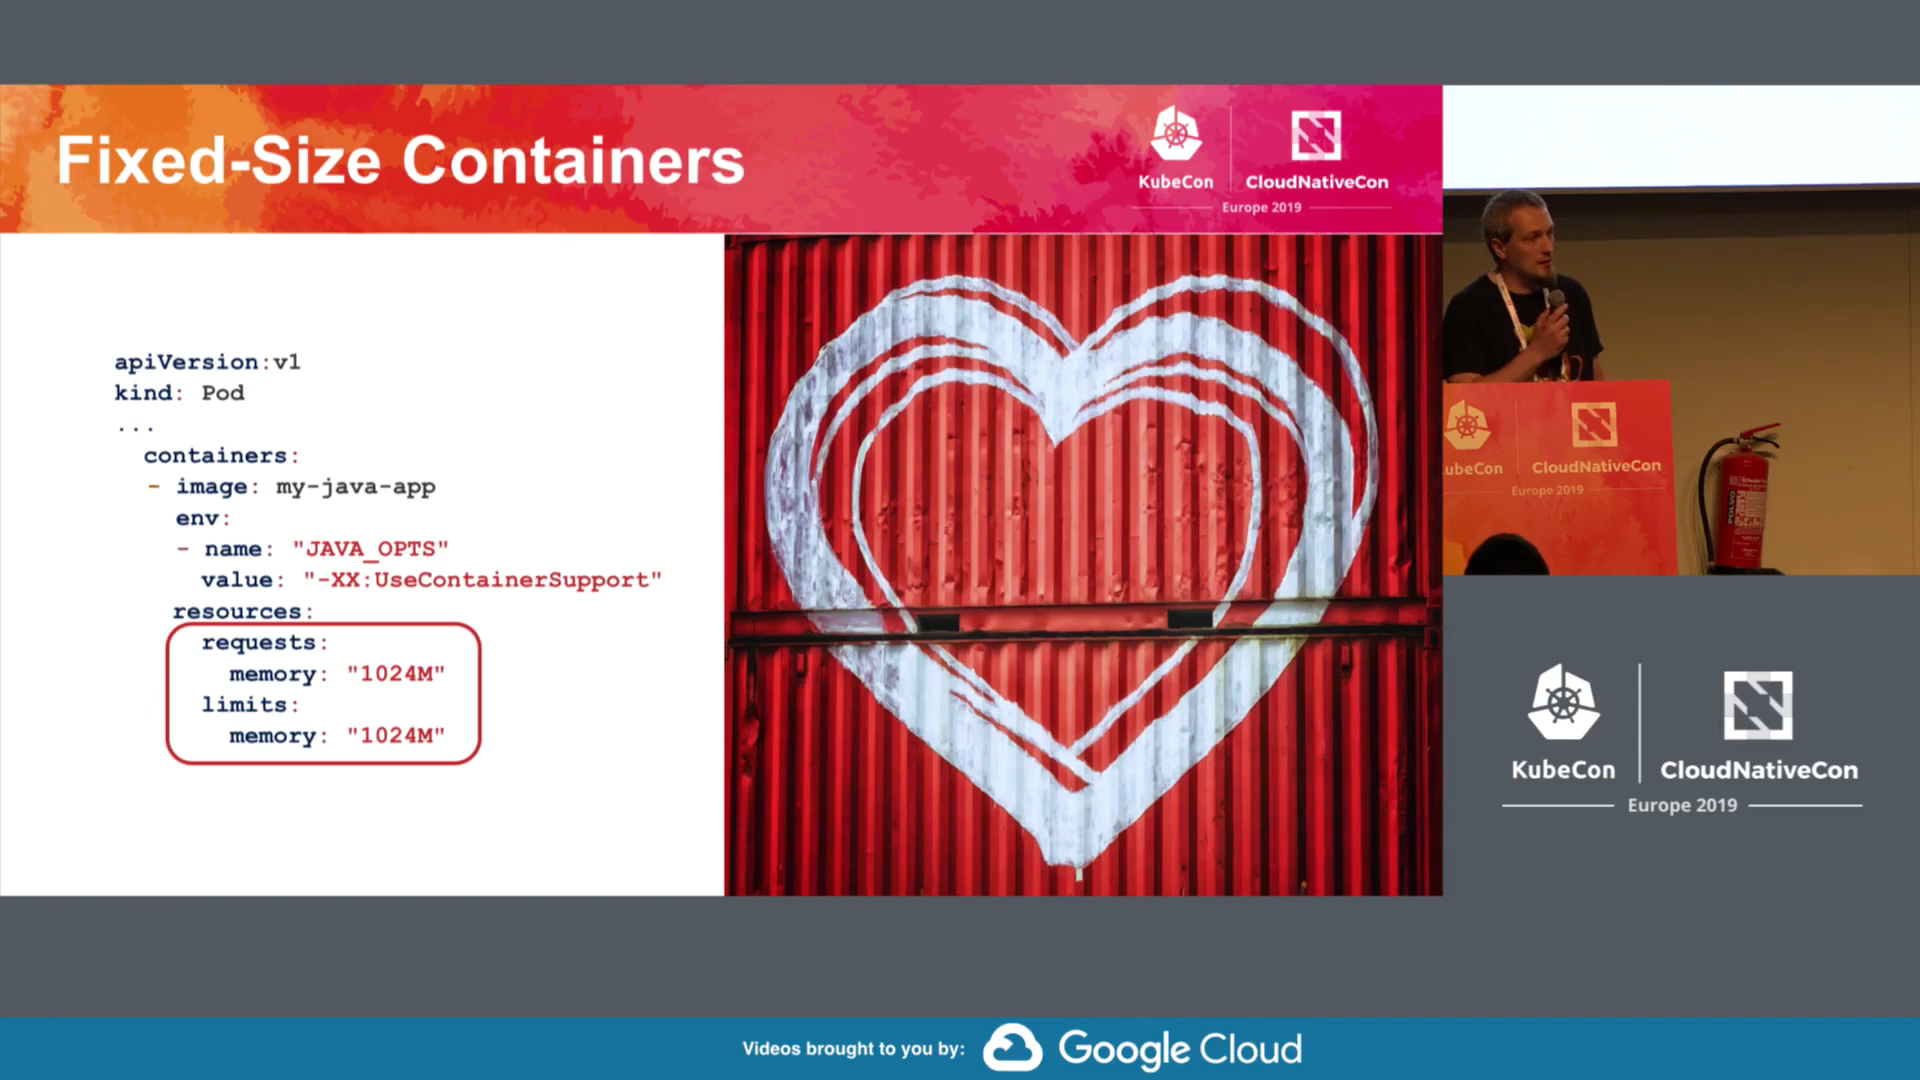 Fixed-Size Containers
KubeCon
CloudNativeCon
Europe 2019
apiVersion:v1
kind: Pod
...
containers:
- image: my-java-app
env:
- name: "JAVA_OPTS"
value: "-XX:UseContainerSupport"
resources:
requests:
memory: "1024M"
limits:
memory: "1024M"
ubeCon
CloudNativeCon
Europe 2019
POLVO
KubeCon
CloudNativeCon
Europe 2019
Videos brought to you by:
Google Cloud